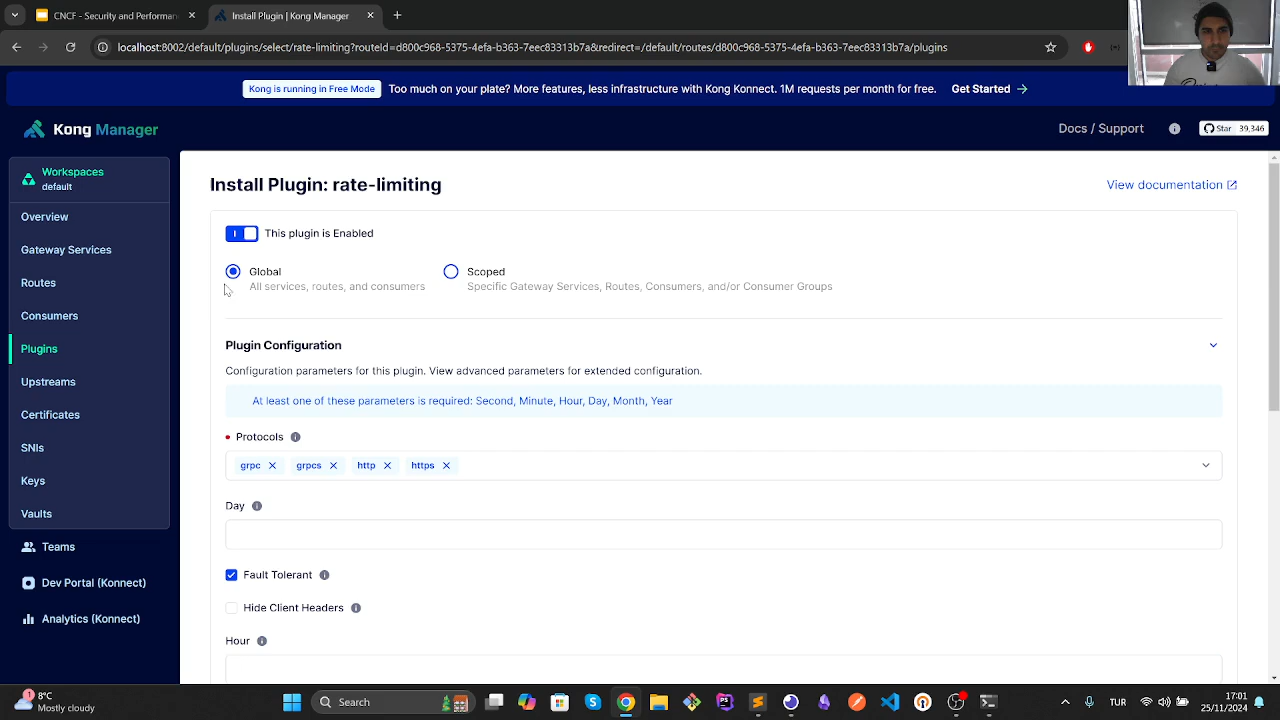 CNCF - Security and Performan
Install Plugin | Kong Manager
localhost:8002/default/plugins/select/rate-limiting?routeId=d800c968-5375-4efa-b363-7eec83313b7a&redirect=/default/routes/d800c968-5375-4efa-b363-7eec83313b7a/plugins
Kong is running in Free Mode
Too much on your plate? More features, less infrastructure with Kong Konnect. 1M requests per month for free.
Get Started →
Kong Manager
Docs / Support
Star
39,346
Workspaces
default
Overview
Gateway Services
Routes
Consumers
Plugins
Upstreams
Certificates
SNIs
Keys
Vaults
Teams
Dev Portal (Konnect)
Analytics (Konnect)
Install Plugin: rate-limiting
View documentation
This plugin is Enabled
Global
All services, routes, and consumers
Scoped
Specific Gateway Services, Routes, Consumers, and/or Consumer Groups
Plugin Configuration
Configuration parameters for this plugin. View advanced parameters for extended configuration.
At least one of these parameters is required: Second, Minute, Hour, Day, Month, Year
Protocols
grpc
grpcs
http
https
Day
Fault Tolerant
Hide Client Headers
Hour
1
8°C
Mostly cloudy
Search
TUR
17:01
25/11/2024